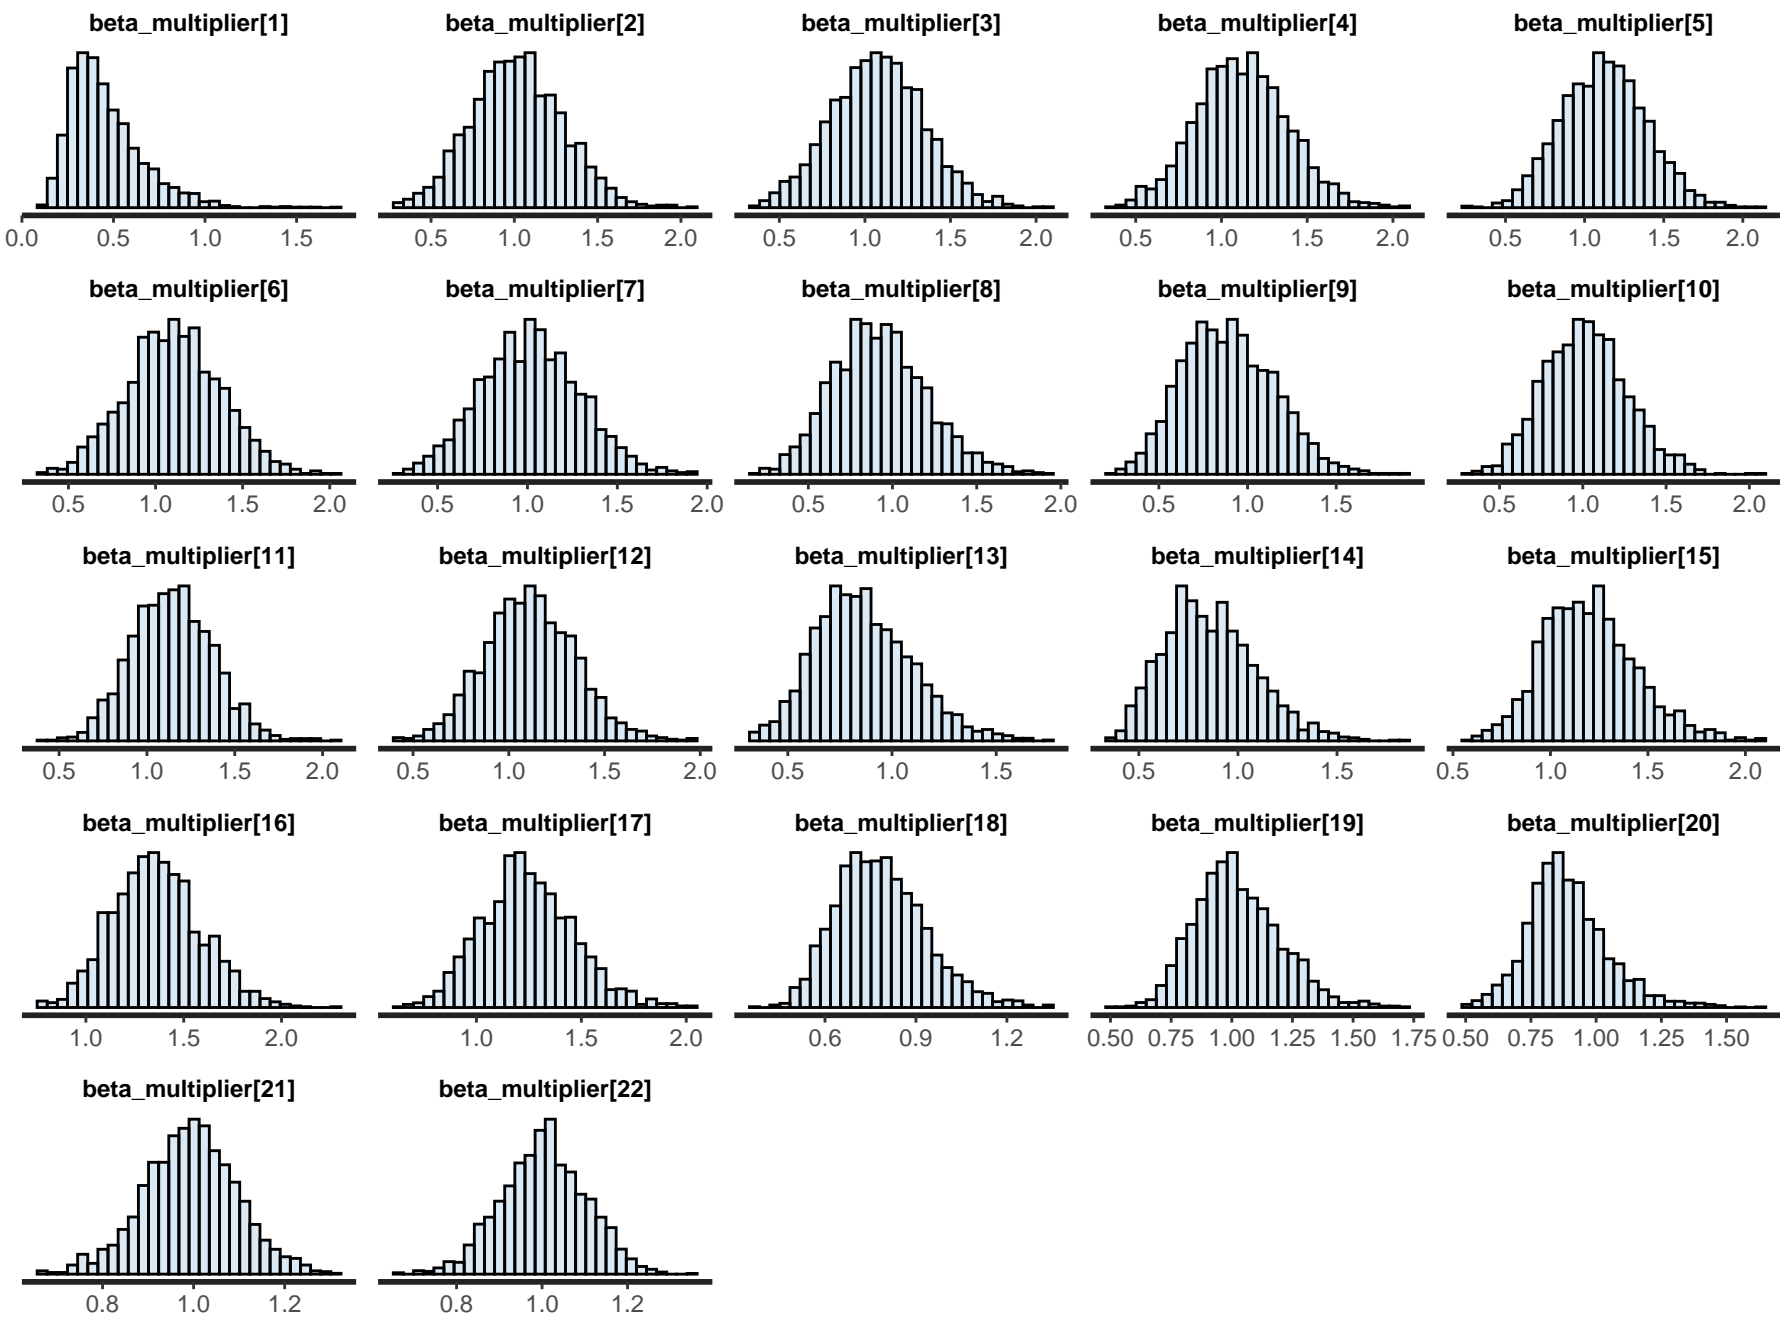 beta_multiplier[1] beta_multiplier[2] beta_multiplier[3] beta_multiplier[4] beta_multiplier[5]
0.0 0.5 1.0 1.5 0.5 1.0 1.5 2.0 0.5 1.0 1.5 2.0 0.5 1.0 1.5 2.0 0.5 1.0 1.5 2.0
beta_multiplier[6] beta_multiplier[7] beta_multiplier[8] beta_multiplier[9] beta_multiplier[10]
0.5 1.0 1.5 2.0 0.5 1.0 1.5 2.0 0.5 1.0 1.5 2.0 0.5 1.0 1.5 0.5 1.0 1.5 2.0
beta_multiplier[11] beta_multiplier[12] beta_multiplier[13] beta_multiplier[14] beta_multiplier[15]
0.5 1.0 1.5 2.0 0.5 1.0 1.5 2.0 0.5 1.0 1.5 0.5 1.0 1.5 0.5 1.0 1.5 2.0
beta_multiplier[16] beta_multiplier[17] beta_multiplier[18] beta_multiplier[19] beta_multiplier[20]
1.0 1.5 2.0 1.0 1.5 2.0 0.6 0.9 1.2 0.50 0.75 1.00 1.25 1.50 1.75 0.50 0.75 1.00 1.25 1.50
beta_multiplier[21] beta_multiplier[22]
0.8 1.0 1.2 0.8 1.0 1.2